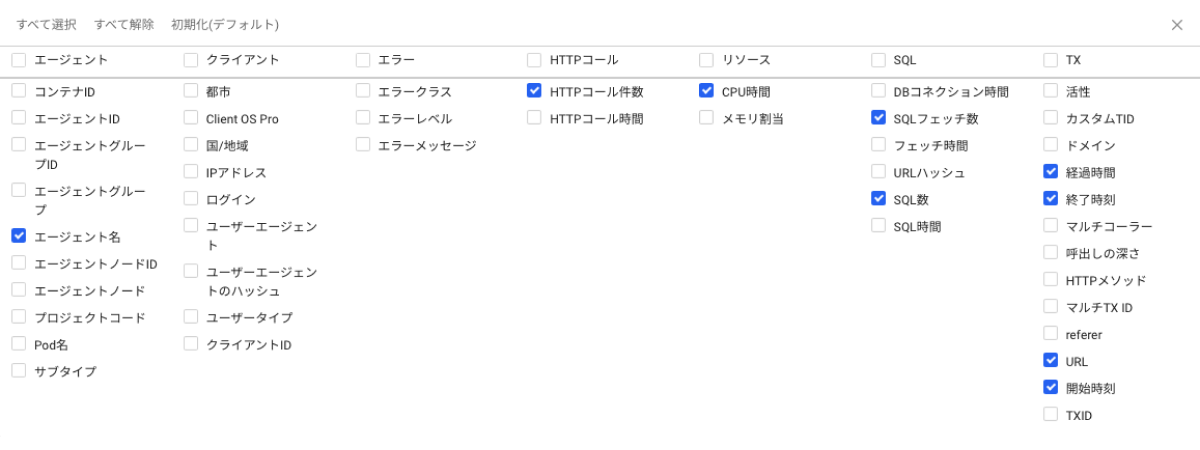 すべて選択 すべて解除 初期化(デフォルト)
エージェント
コンテナID
エージェントID
エージェントグルー
プID
エージェントグルー
プ
エージェント名
エージェントノードID
エージェントノード
プロジェクトコード
Pod名
サブタイプ
クライアント
都市
Client OS Pro
国/地域
IPアドレス
ログイン
ユーザーエージェン
ト
ユーザーエージェン
トのハッシュ
ユーザータイプ
クライアントID
エラー
エラークラス
エラーレベル
エラーメッセージ
HTTPコール
HTTPコール件数
HTTPコール時間
リソース
CPU時間
メモリ割当
SQL
DBコネクション時間
SQLフェッチ数
フェッチ時間
URLハッシュ
SQL数
SQL時間
TX
活性
カスタムTID
ドメイン
経過時間
終了時刻
マルチコーラー
呼出しの深さ
HTTPメソッド
マルチTX ID
referer
URL
開始時刻
TXID